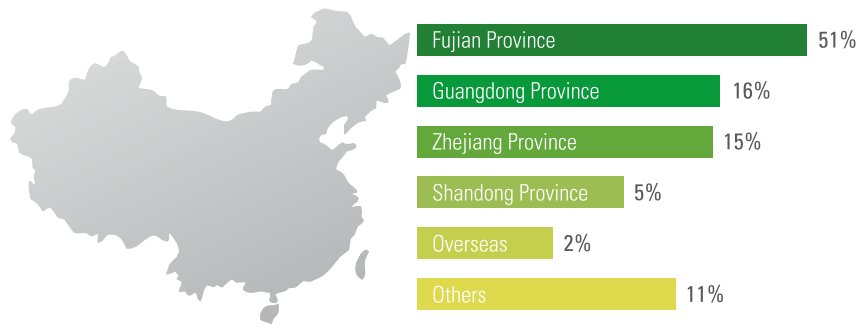 Fujian Province 51%
Guangdong Province 16%
Zhejiang Province 15%
Shandong Province 5%
Overseas 2%
Others 11%